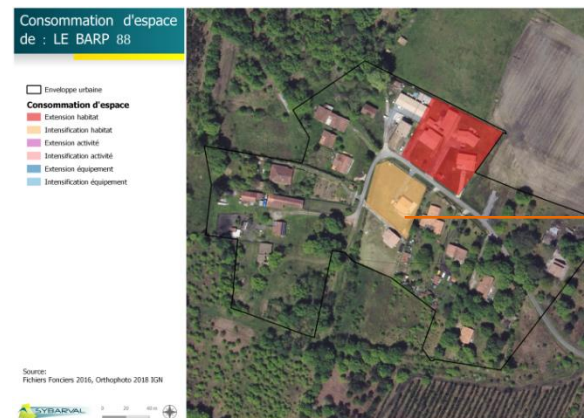 Consommation d'espace
de : LE BARP 88
Enveloppe urbaine
Consommation d'espace
Extension habitat
Intensification habitat
Extension activité
Intensification activité
Extension équipement
Intensification équipement
Source:
Fichiers Fonciers 2016, Orthophoto 2018 IGN
SYBARVAL
0 20 40 m